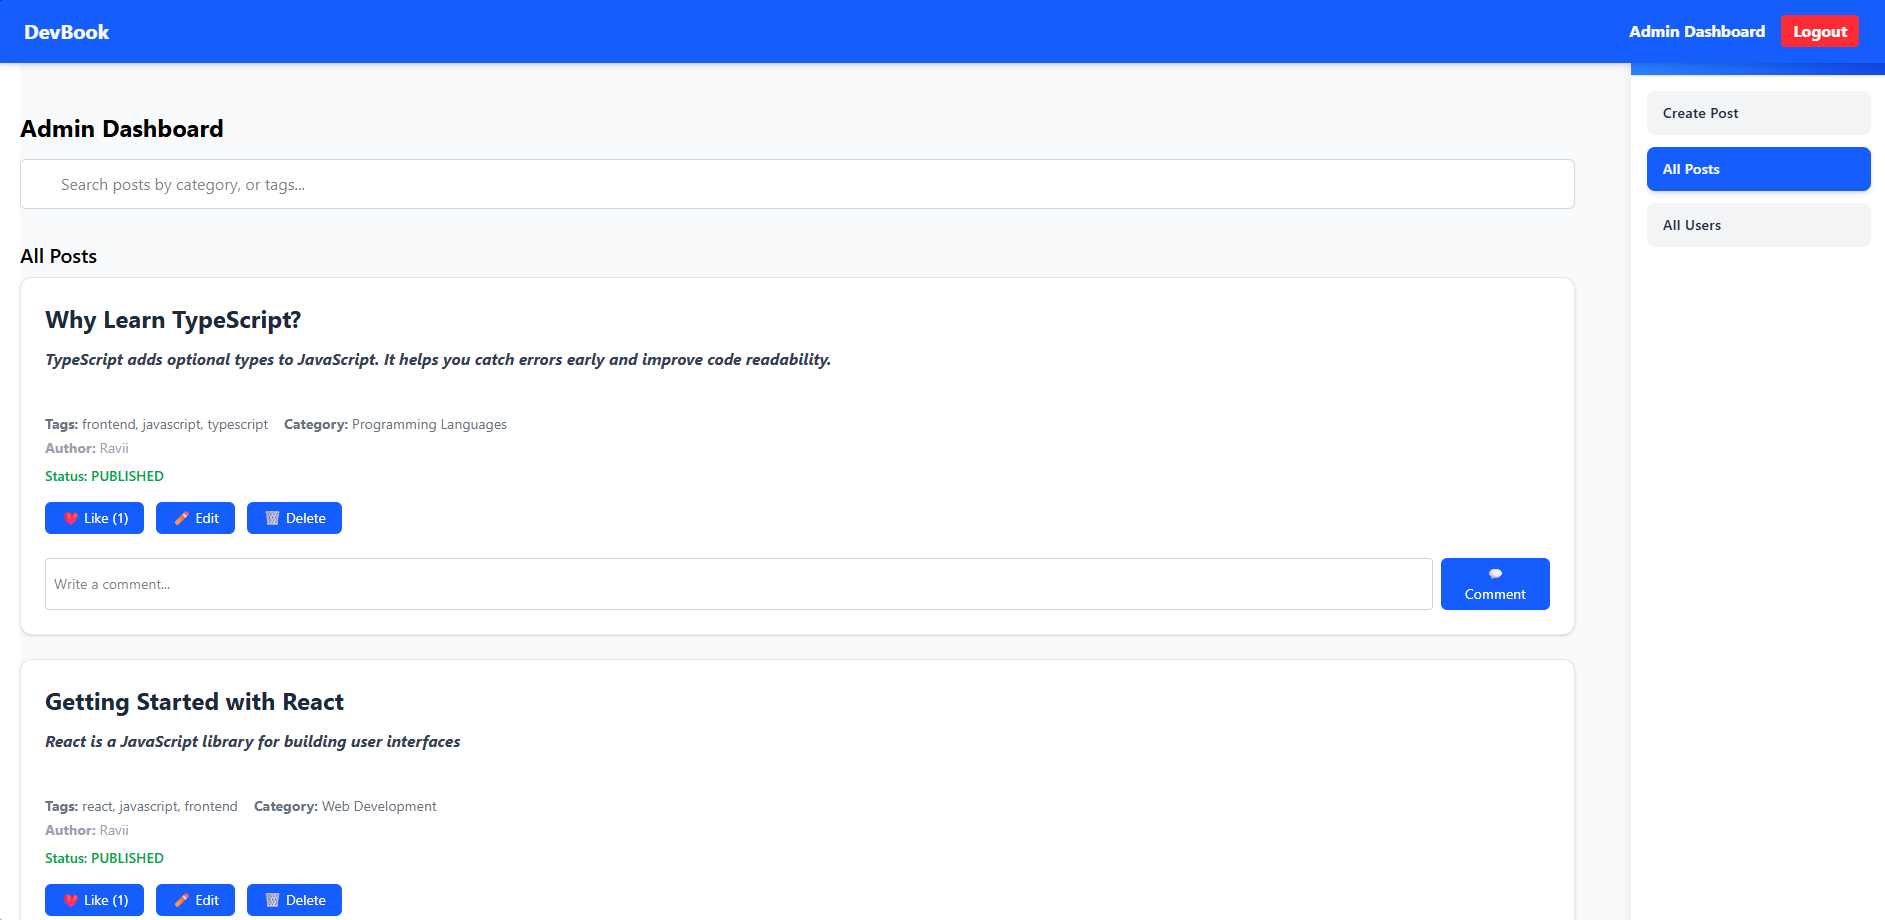 DevBook
Admin Dashboard Logout
Create Post
All Posts
All Users
Admin Dashboard
Search posts by category, or tags...
All Posts
Why Learn TypeScript?
TypeScript adds optional types to JavaScript. It helps you catch errors early and improve code readability.
Tags: frontend, javascript, typescript Category: Programming Languages
Author: Ravii
Status: PUBLISHED
Like (1) Edit Delete
Write a comment...
Comment
Getting Started with React
React is a JavaScript library for building user interfaces
Tags: react, javascript, frontend Category: Web Development
Author: Ravii
Status: PUBLISHED
Like (1) Edit Delete